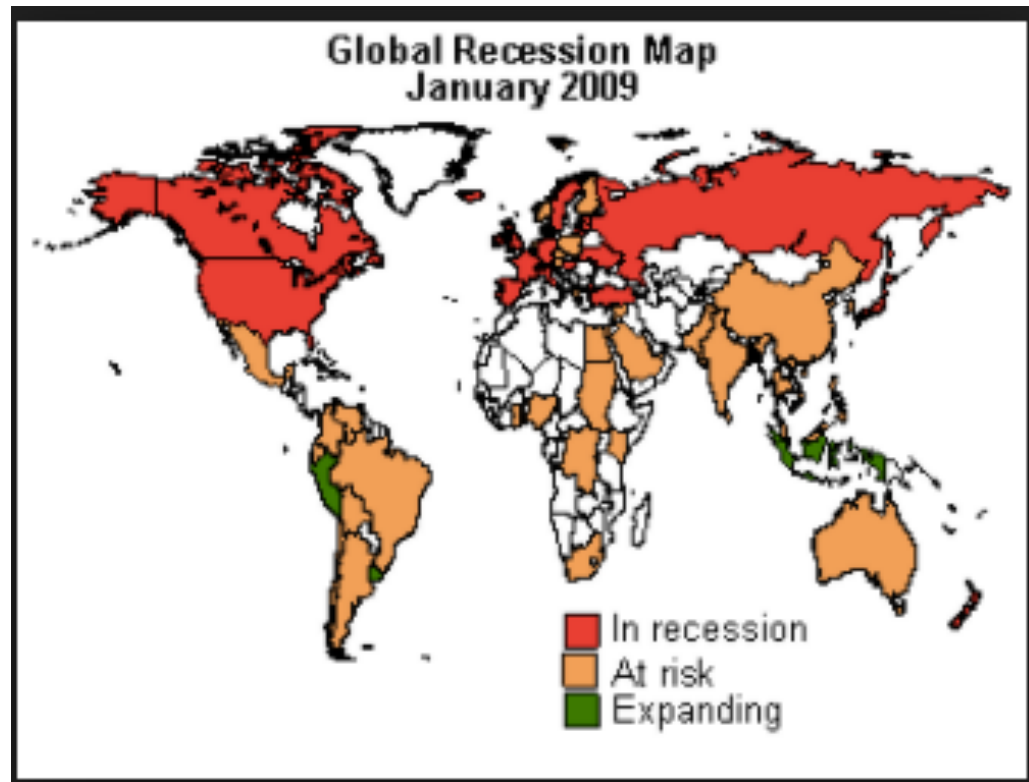 Global Recession Map
January 2009
In recession
At risk
Expanding